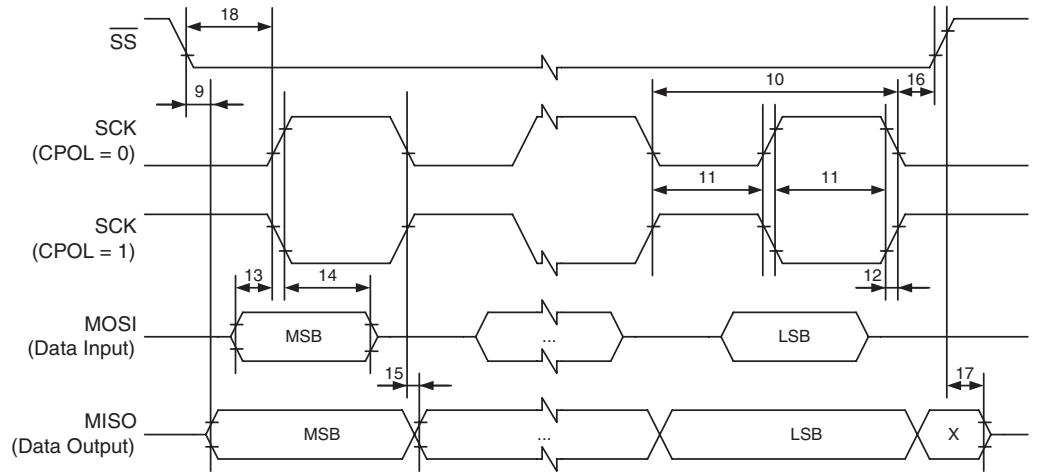 18
SS
10
16
9
SCK
(CPOL = 0)
11
11
SCK
(CPOL = 1)
13
14
12
MOSI
(Data Input)
MSB
...
LSB
15
17
MISO
(Data Output)
MSB
...
LSB
X